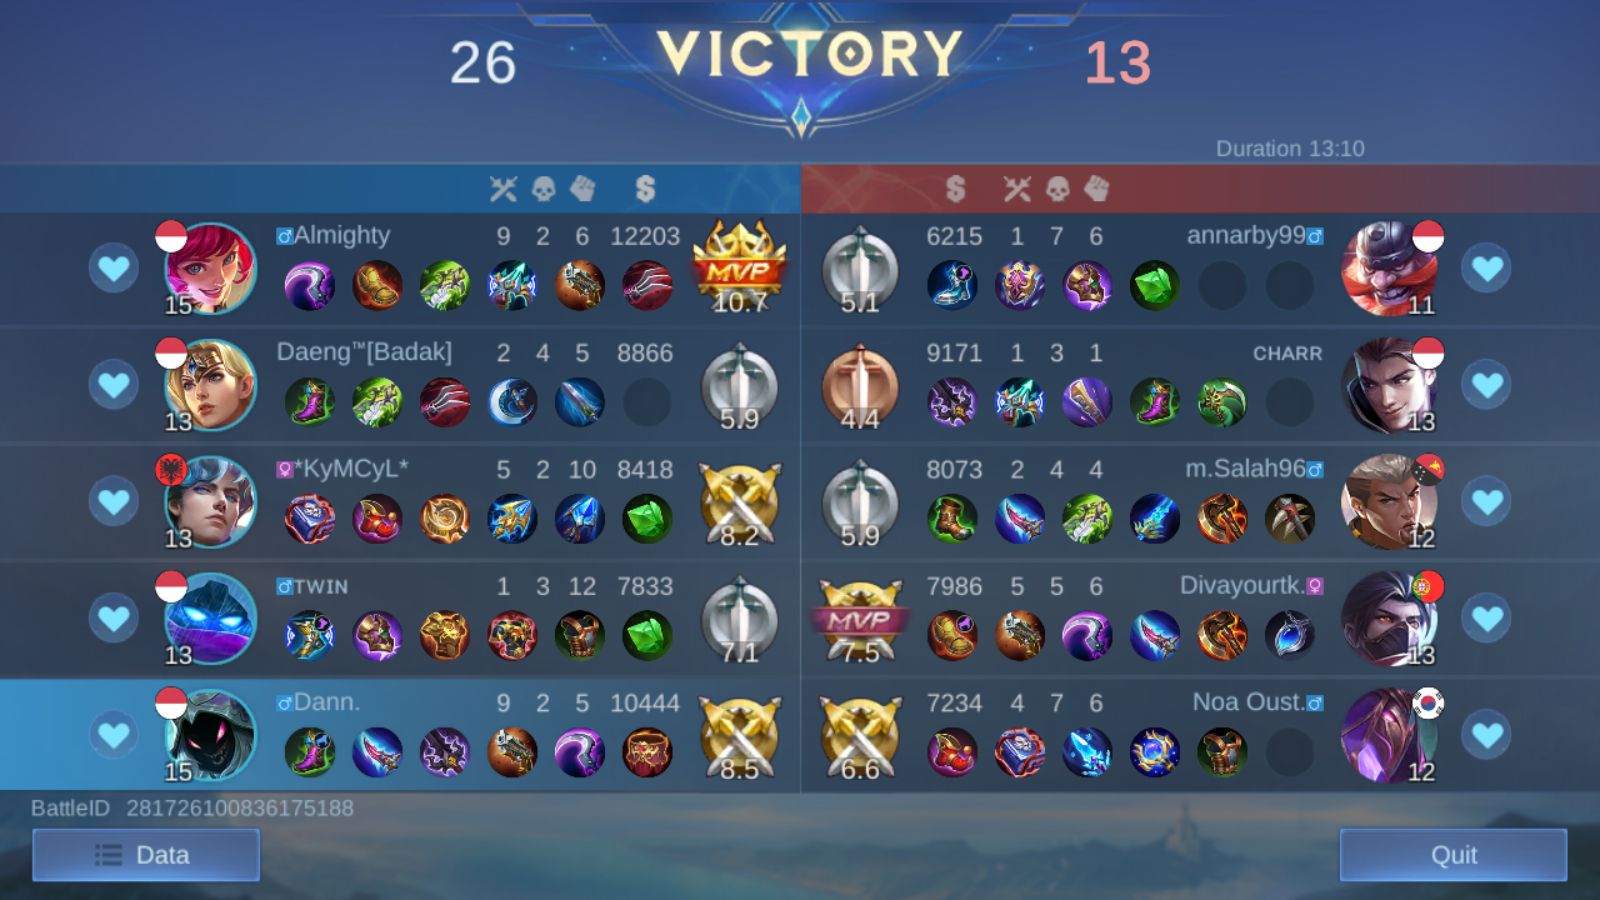 26 VICTORY 13
Duration 13:10
♂Almighty 9 2 6 12203 MVP 10.7 15
5.1 6215 1 7 6 annarby99♂ 11
Daeng™[Badak] 2 4 5 8866 5.9 13
4.4 9171 1 3 1 CHARR 13
♀*KyMCyL* 5 2 10 8418 8.2 13
5.9 8073 2 4 4 m.Salah96♂ 12
♂TWIN 1 3 12 7833 7.1 13
MVP 7.5 7986 5 5 6 Divayourtk.♀ 13
♂Dann. 9 2 5 10444 8.5 15
6.6 7234 4 7 6 Noa Oust.♂ 12
BattleID 281726100836175188
Data
Quit